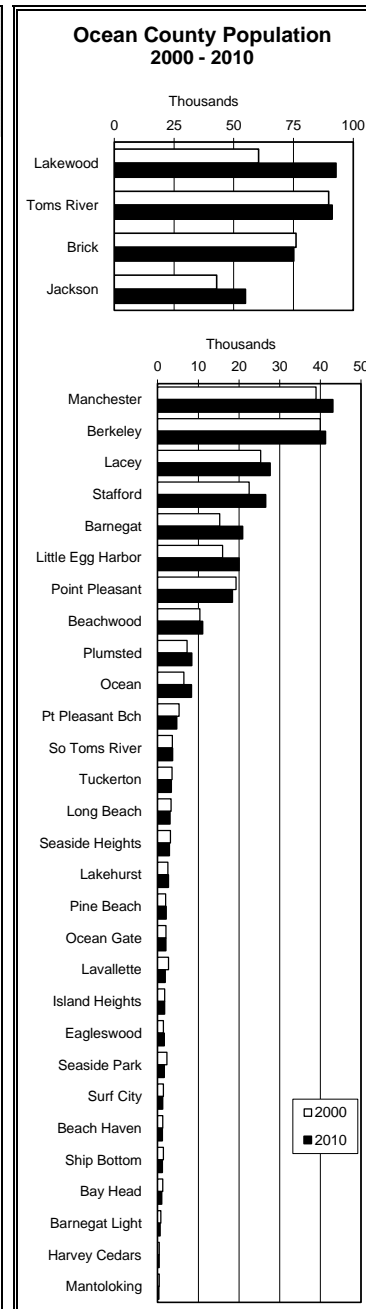 Ocean County Population
2000 - 2010
Thousands
0 25 50 75 100
Lakewood
Toms River
Brick
Jackson
Thousands
0 10 20 30 40 50
Manchester
Berkeley
Lacey
Stafford
Barnegat
Little Egg Harbor
Point Pleasant
Beachwood
Plumsted
Ocean
Pt Pleasant Bch
So Toms River
Tuckerton
Long Beach
Seaside Heights
Lakehurst
Pine Beach
Ocean Gate
Lavallette
Island Heights
Eagleswood
Seaside Park
Surf City
Beach Haven
Ship Bottom
Bay Head
Barnegat Light
Harvey Cedars
Mantoloking
2000
2010